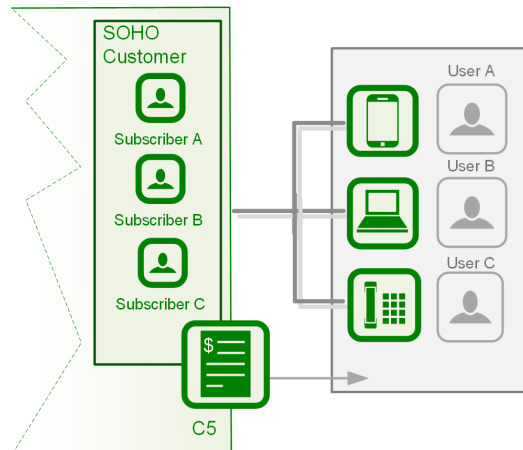 SOHO
Customer
Subscriber A
Subscriber B
Subscriber C
$
C5
User A
User B
User C